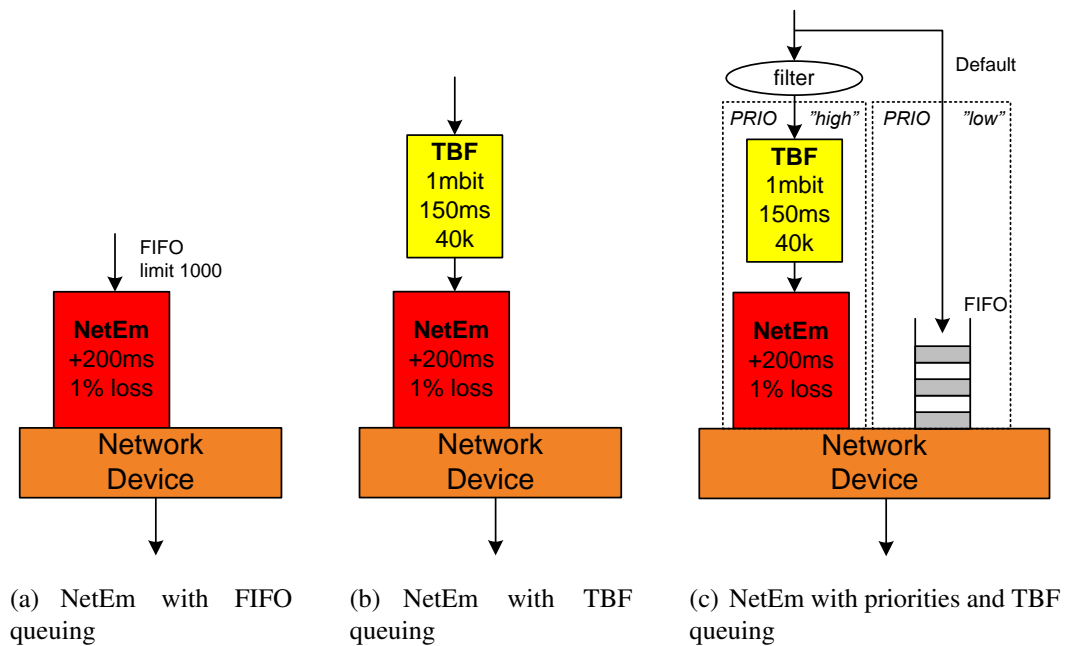 FIFO
limit 1000
NetEm
+200ms
1% loss
Network
Device
(a) NetEm with FIFO
queuing
TBF
1mbit
150ms
40k
NetEm
+200ms
1% loss
Network
Device
(b) NetEm with TBF
queuing
filter
Default
PRIO "high"
PRIO "low"
TBF
1mbit
150ms
40k
FIFO
NetEm
+200ms
1% loss
Network
Device
(c) NetEm with priorities and TBF
queuing